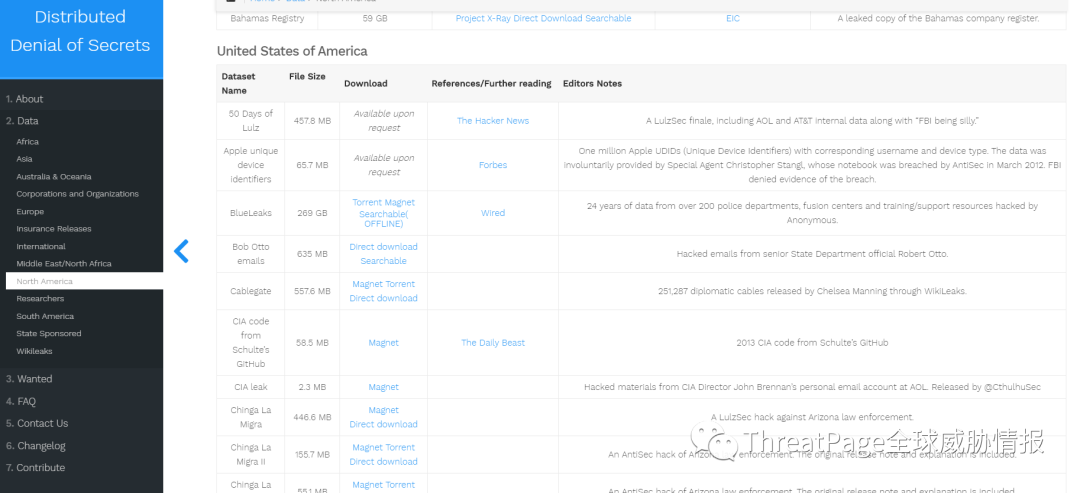 Distributed
Denial of Secrets
1. About
2. Data
Africa
Asia
Australia & Oceania
Corporations and Organizations
Europe
Insurance Releases
International
Middle East/North Africa
North America
Researchers
South America
State Sponsored
Wikileaks
3. Wanted
4. FAQ
5. Contact Us
6. Changelog
7. Contribute
Bahamas Registry 59 GB Project X-Ray Direct Download Searchable EIC A leaked copy of the Bahamas company register.
United States of America
Dataset
Name File Size Download References/Further reading Editors Notes
50 Days of
Lulz 457.8 MB Available upon
request The Hacker News A LulzSec finale, including AOL and AT&T internal data along with "FBI being silly."
Apple unique
device
identifiers 65.7 MB Available upon
request Forbes One million Apple UDIDs (Unique Device Identifiers) with corresponding username and device type. The data was
involuntarily provided by Special Agent Christopher Stangl, whose notebook was breached by AntiSec in March 2012. FBI
denied evidence of the breach.
BlueLeaks 269 GB Torrent Magnet
Searchable(
OFFLINE) Wired 24 years of data from over 200 police departments, fusion centers and training/support resources hacked by
Anonymous.
Bob Otto
emails 635 MB Direct download
Searchable Hacked emails from senior State Department official Robert Otto.
Cablegate 557.6 MB Magnet Torrent
Direct download 251,287 diplomatic cables released by Chelsea Manning through WikiLeaks.
CIA code
from
Schulte's
GitHub 58.5 MB Magnet The Daily Beast 2013 CIA code from Schulte's GitHub
CIA leak 2.3 MB Magnet Hacked materials from CIA Director John Brennan's personal email account at AOL. Released by @CthulhuSec
Chinga La
Migra 446.6 MB Magnet
Direct download A LulzSec hack against Arizona law enforcement.
Chinga La
Migra II 155.7 MB Magnet Torrent
Direct download An AntiSec hack of Arizona law enforcement. The original release note and explanation is included.
Chinga La 55.1 MB Magnet Torrent An AntiSec hack of Arizona law enforcement. The original release note and explanation is included.
ThreatPage全球威胁情报